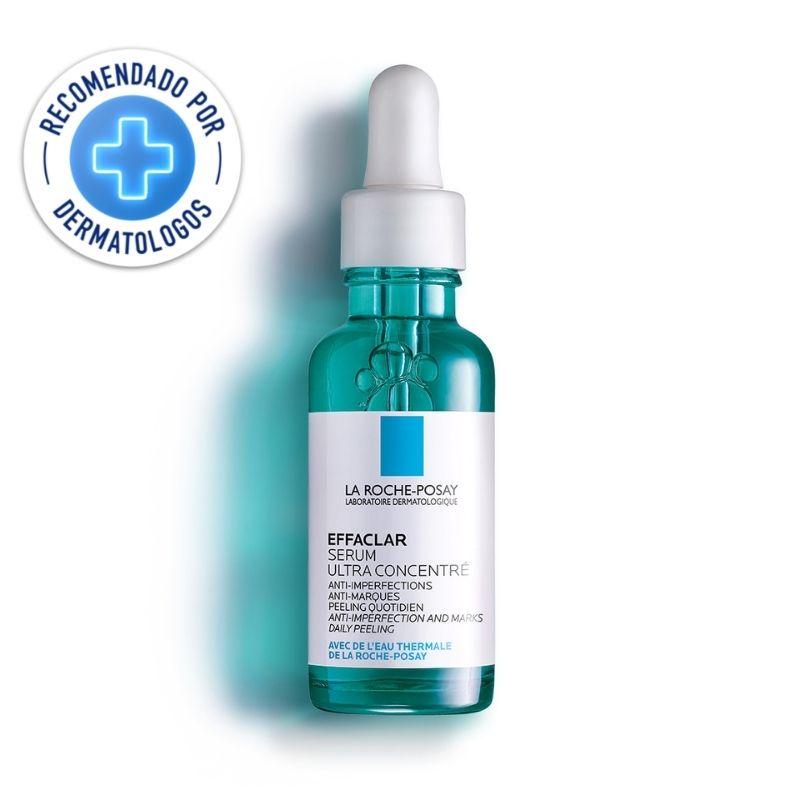 RECOMENDADO POR
DERMATOLOGOS
LA ROCHE-POSAY
LABORATOIRE DERMATOLOGIQUE
EFFACLAR
SERUM
ULTRA CONCENTRÉ
ANTI-IMPERFECTIONS
ANTI-MARQUES
PEELING QUOTIDIEN
ANTI-IMPERFECTION AND MARKS
DAILY PEELING
AVEC DE L'EAU THERMALE
DE LA ROCHE-POSAY